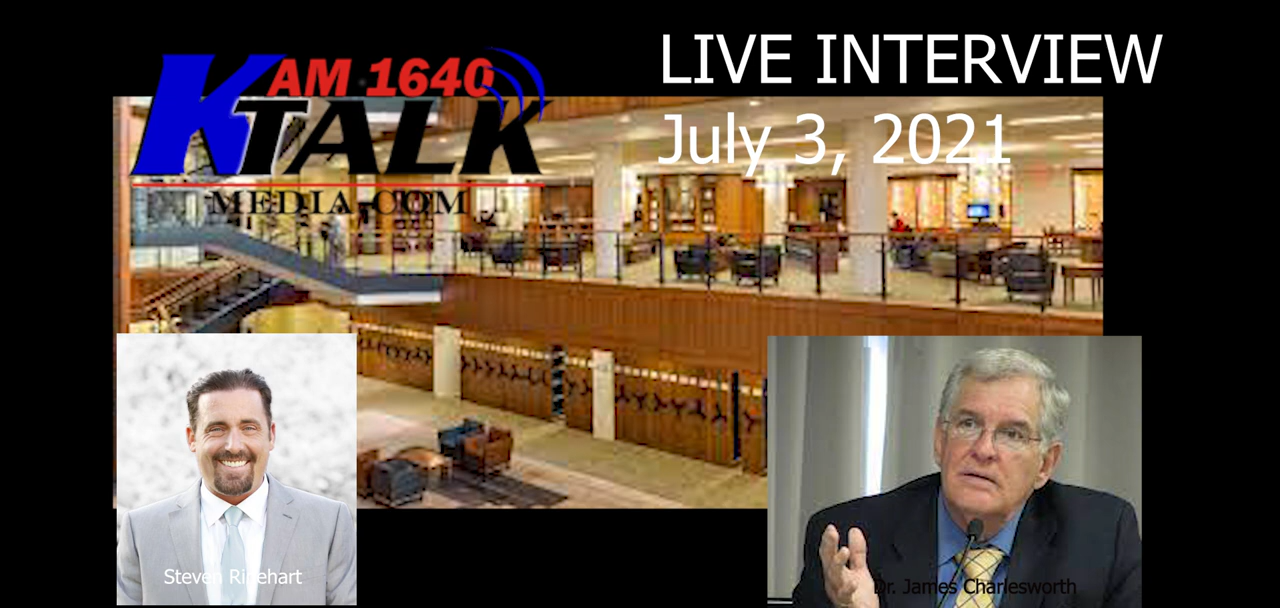 AM 1640
KTALK
MEDIA.COM
LIVE INTERVIEW
July 3, 2021
Steven Rinehart
Dr. James Charlesworth